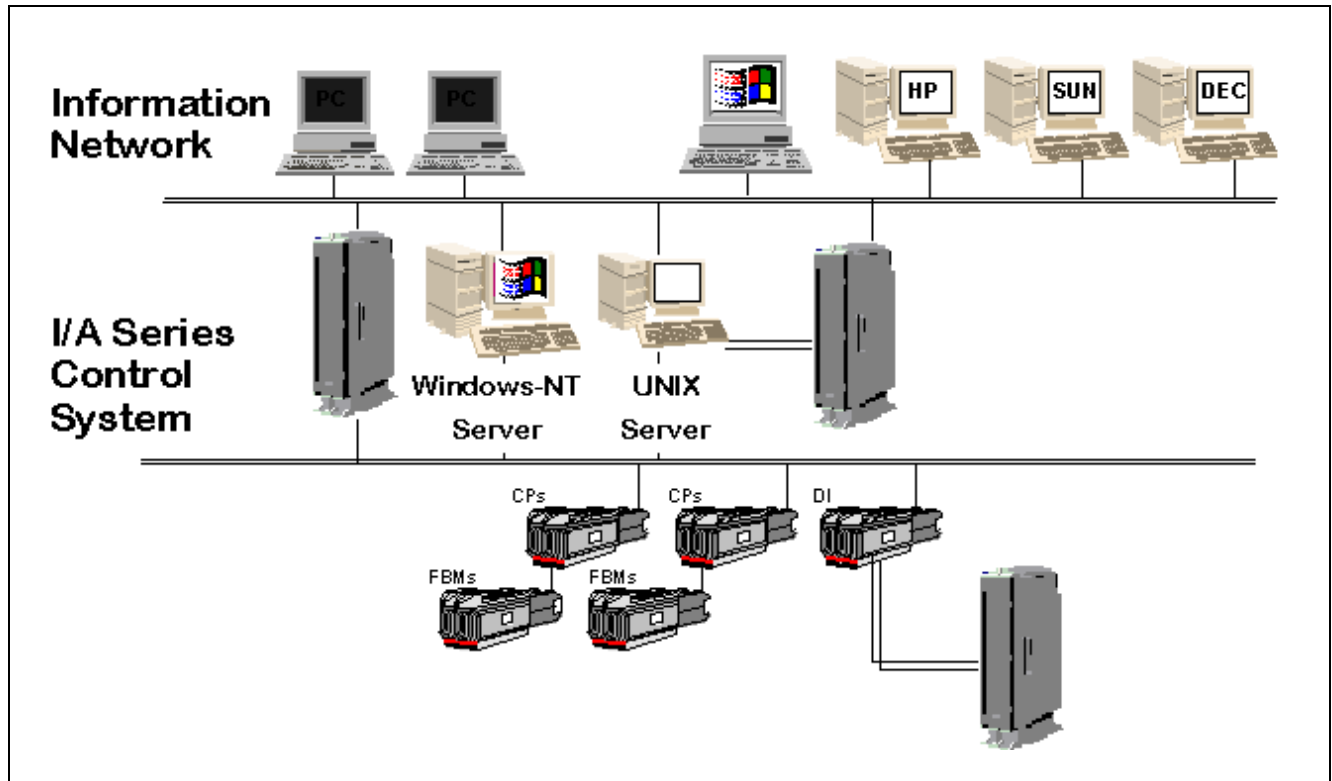 Information
Network
PC
PC
HP
SUN
DEC
I/A Series
Control
System
Windows-NT
Server
UNIX
Server
CPs
CPs
DI
FBMs
FBMs